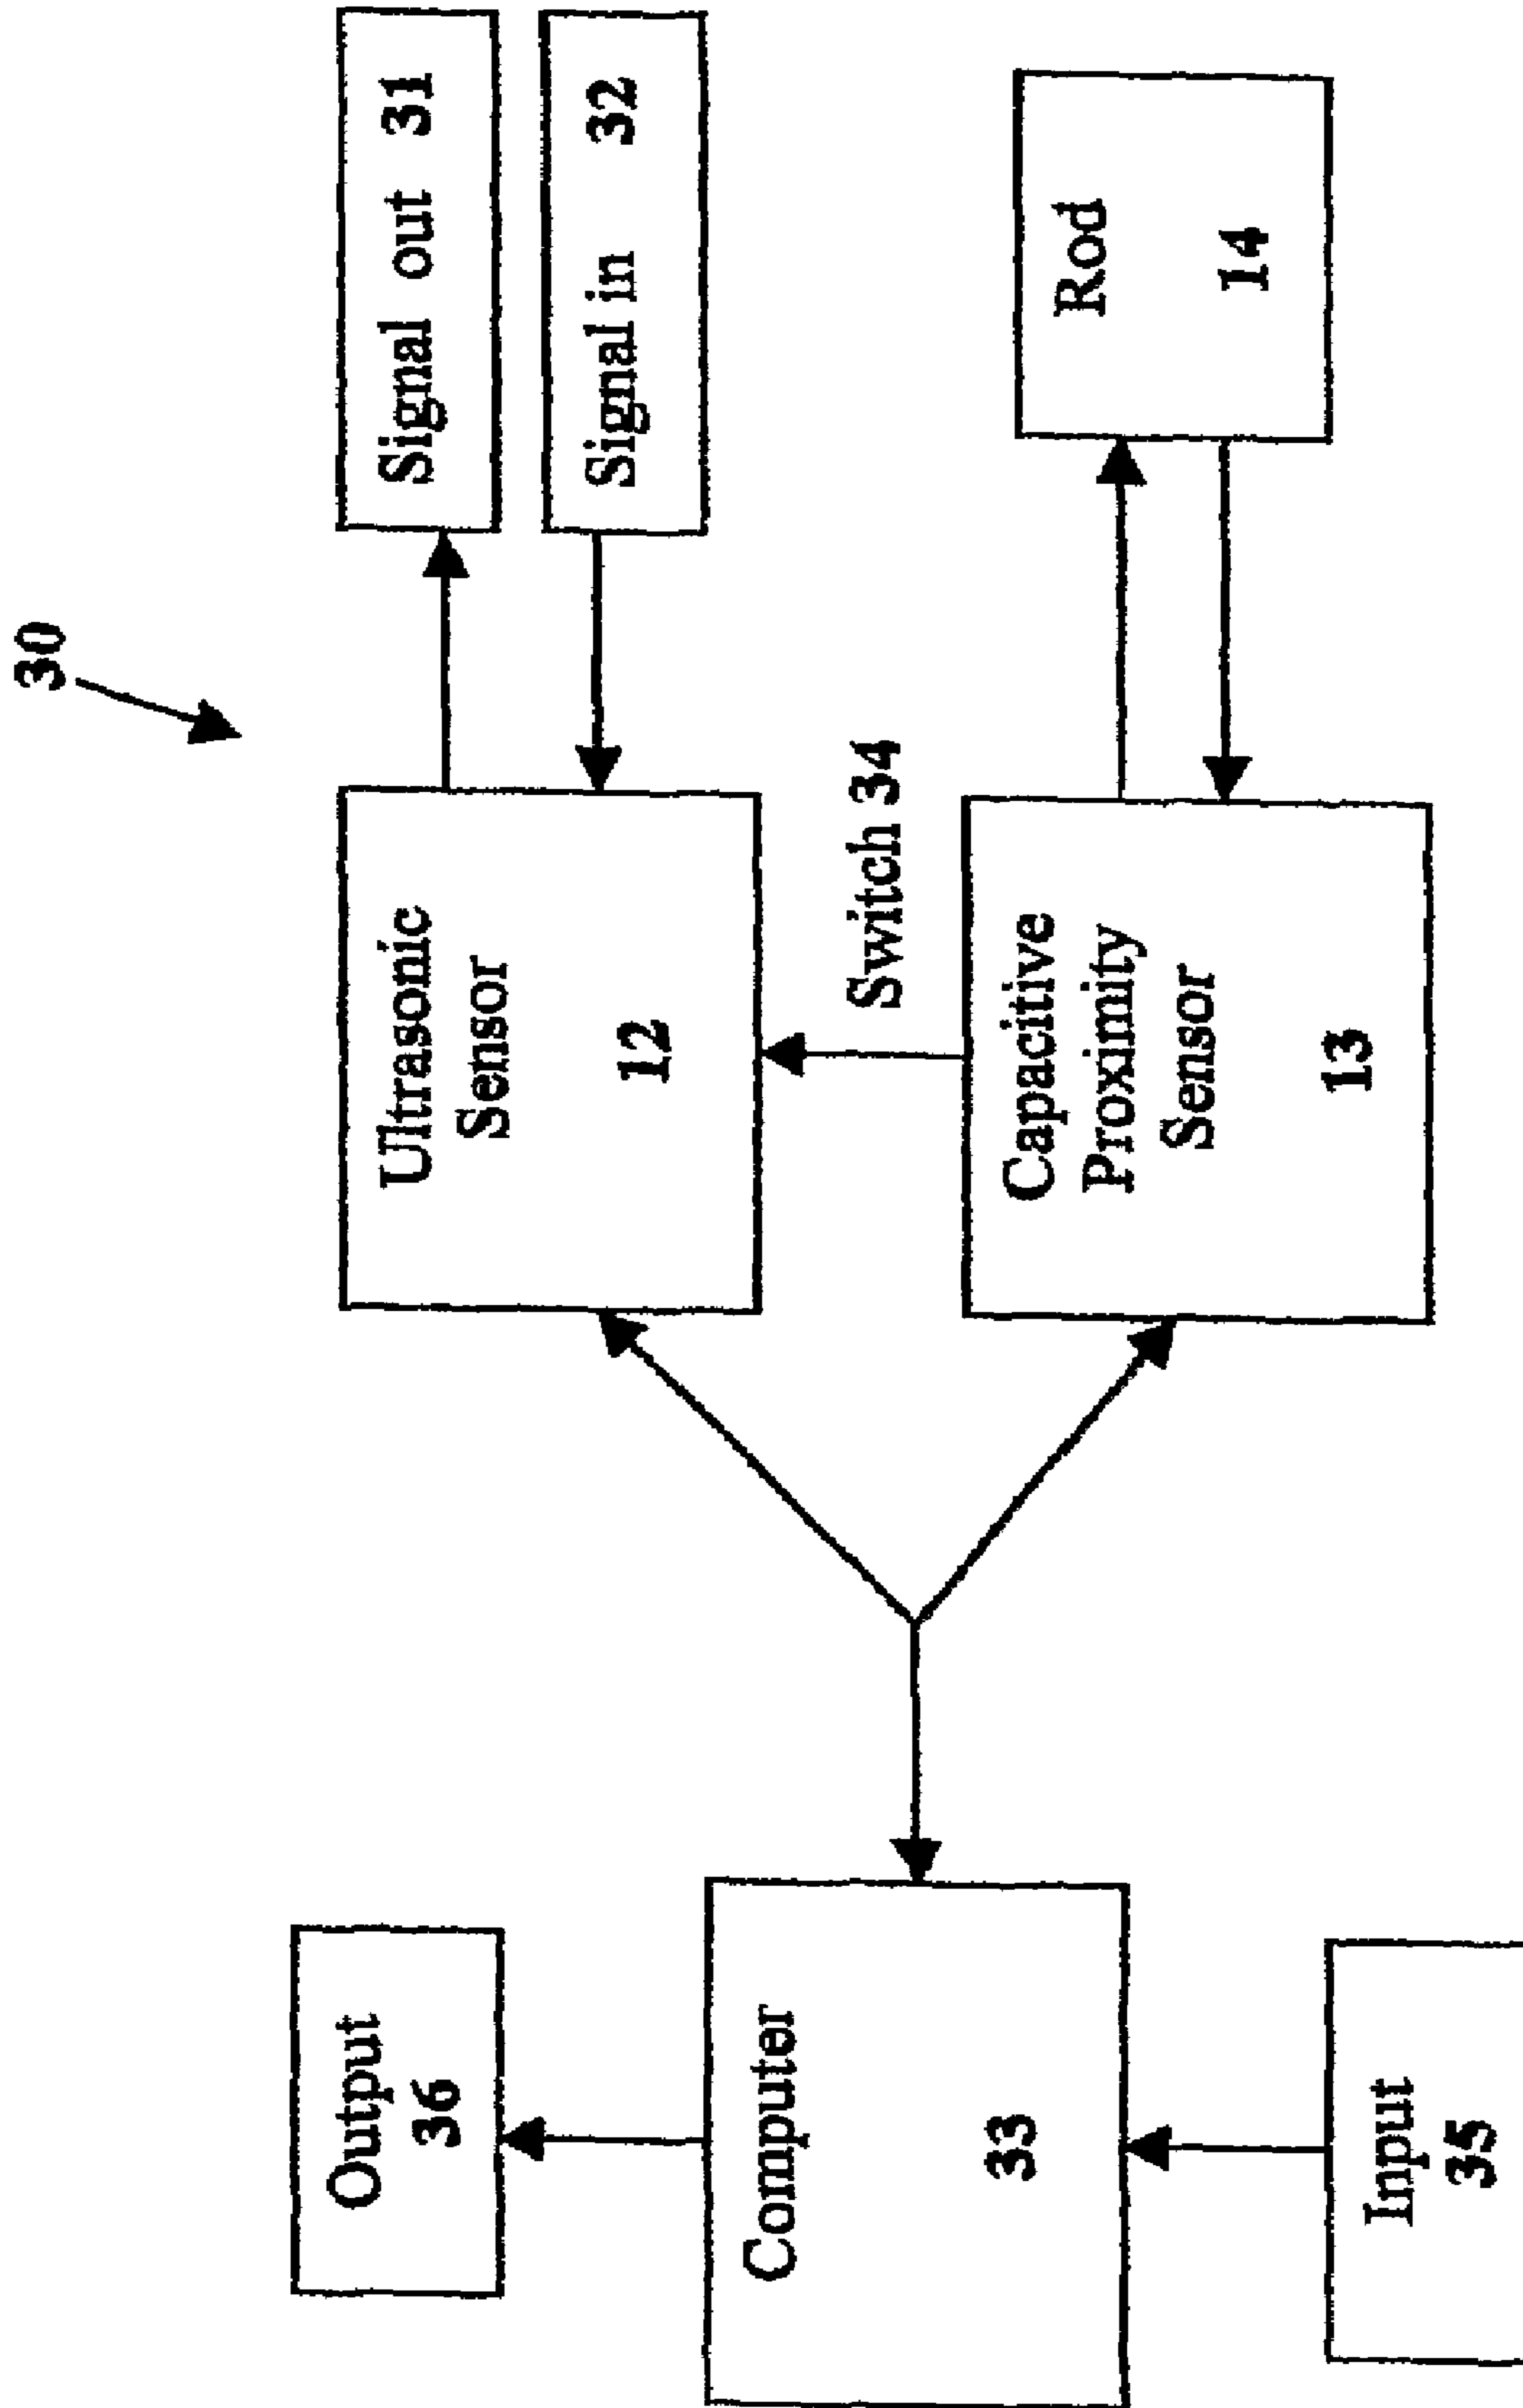 30
Output
36
Computer
33
Input
35
Ultrasonic
Sensor
12
Switch 34
Capacitive
Proximity
Sensor
13
Signal out 31
Signal in 32
Rod
14